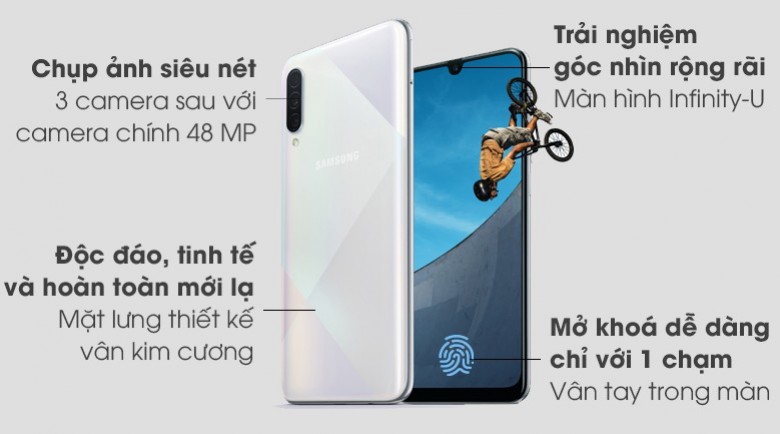 Chụp ảnh siêu nét
3 camera sau với
camera chính 48 MP
Trải nghiệm
góc nhìn rộng rãi
Màn hình Infinity-U
SAMSUNG
Độc đáo, tinh tế
và hoàn toàn mới lạ
Mặt lưng thiết kế
vân kim cương
Mở khoá dễ dàng
chỉ với 1 chạm
Vân tay trong màn